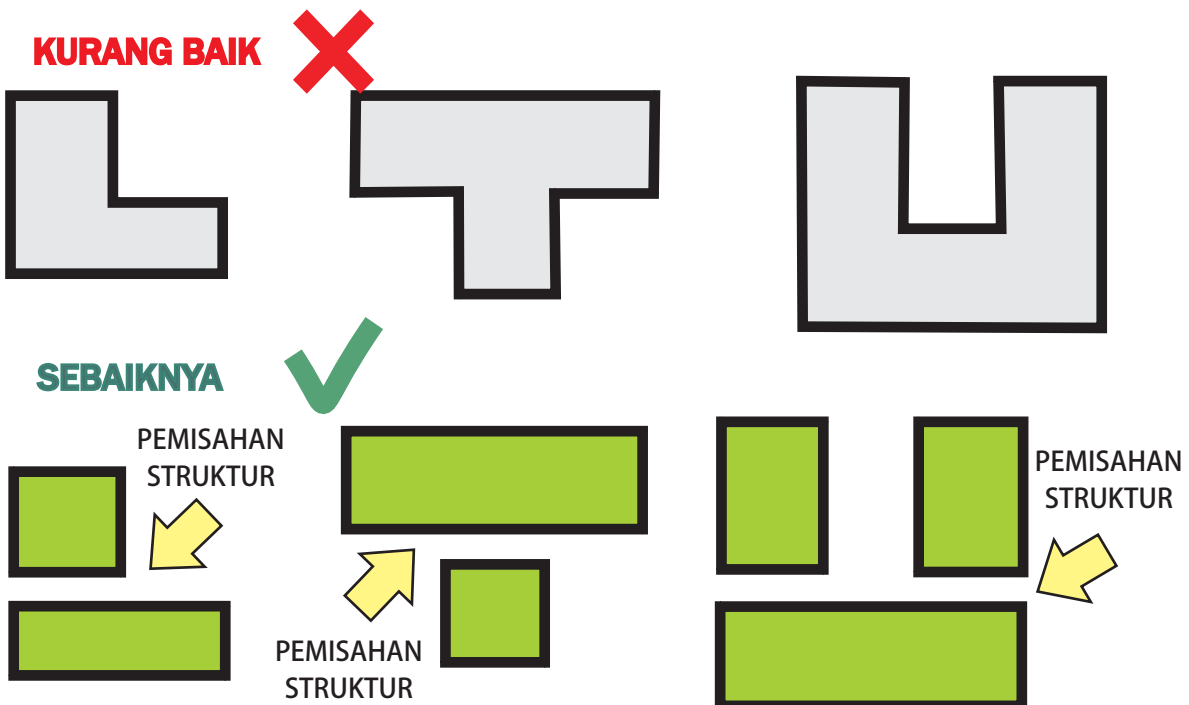 KURANG BAIK
SEBAIKNYA
PEMISAHAN
STRUKTUR
PEMISAHAN
STRUKTUR
PEMISAHAN
STRUKTUR